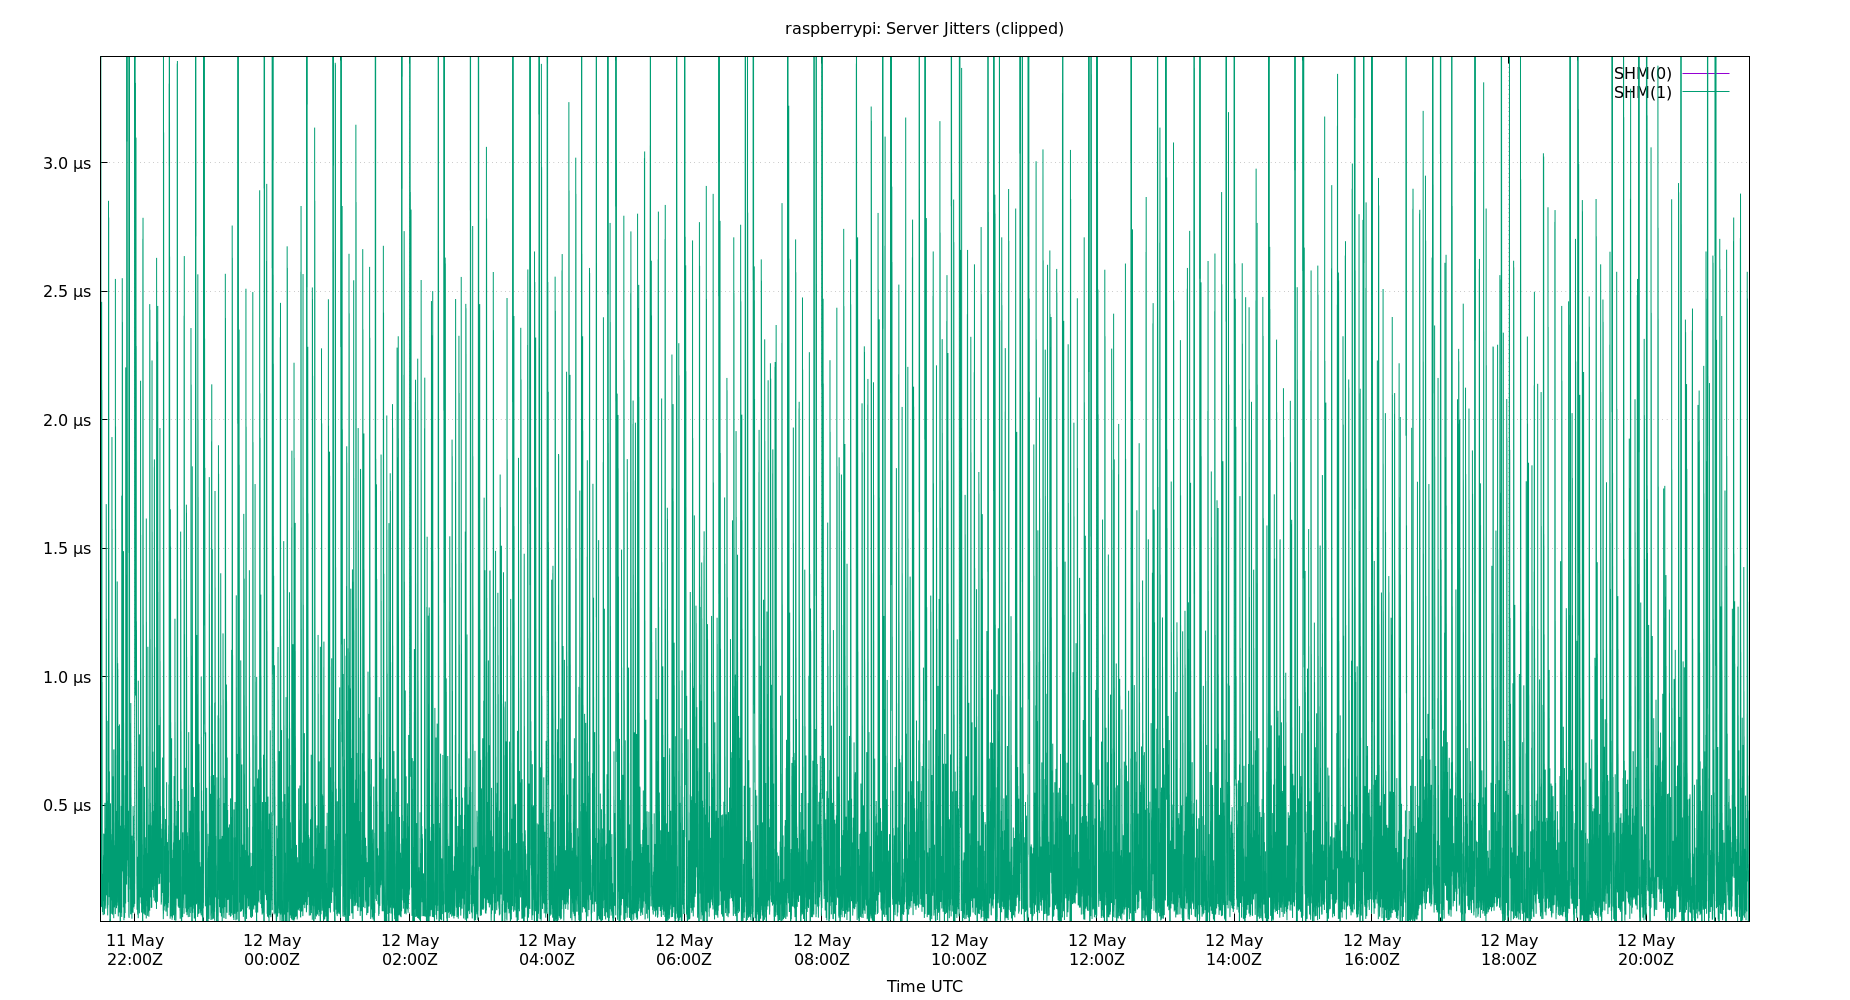 raspberrypi: Server Jitters (clipped)
SHM(0)
SHM(1)
3.0 µs
2.5 µs
2.0 µs
1.5 µs
1.0 µs
0.5 µs
11 May 12 May 12 May 12 May 12 May 12 May 12 May 12 May 12 May 12 May 12 May 12 May
22:00Z 00:00Z 02:00Z 04:00Z 06:00Z 08:00Z 10:00Z 12:00Z 14:00Z 16:00Z 18:00Z 20:00Z
Time UTC